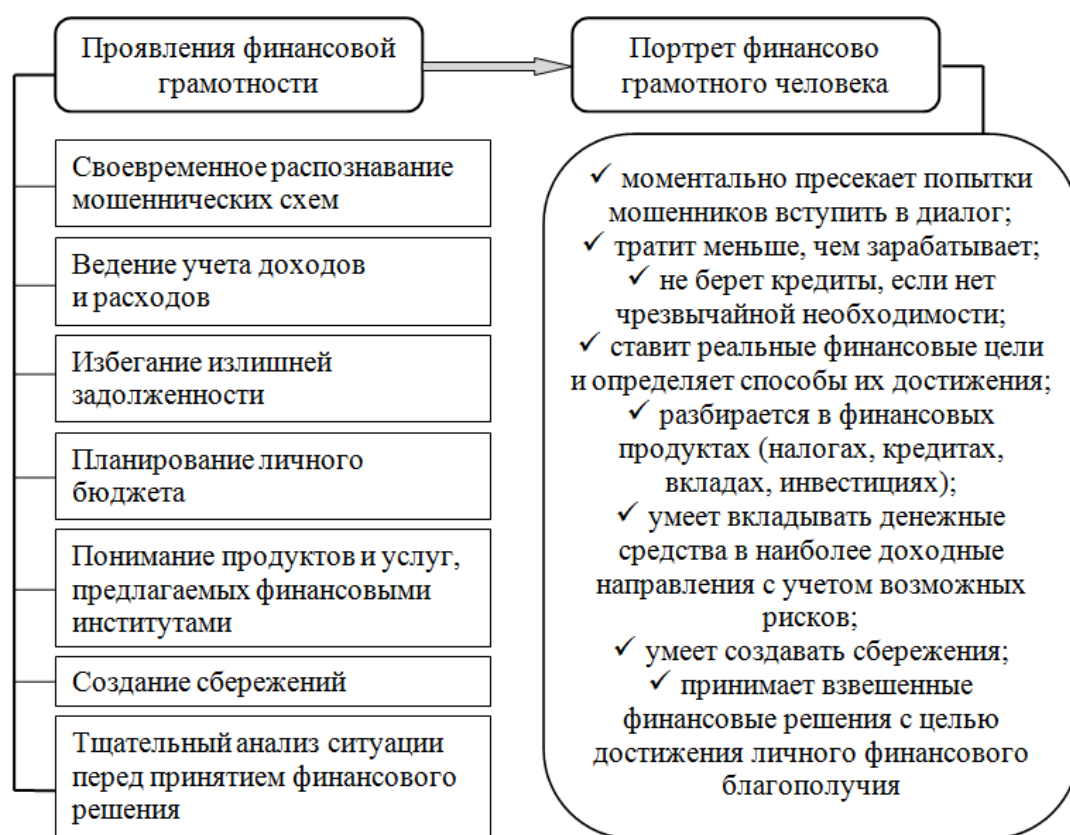 Проявления финансовой
грамотности
Портрет финансово
грамотного человека
Своевременное распознавание
мошеннических схем
Ведение учета доходов
и расходов
Избегание излишней
задолженности
Планирование личного
бюджета
Понимание продуктов и услуг,
предлагаемых финансовыми
институтами
Создание сбережений
Тщательный анализ ситуации
перед принятием финансового
решения
✓ моментально пресекает попытки
мошенников вступить в диалог;
✓ тратит меньше, чем зарабатывает;
✓ не берет кредиты, если нет
чрезвычайной необходимости;
✓ ставит реальные финансовые цели
и определяет способы их достижения;
✓ разбирается в финансовых
продуктах (налогах, кредитах,
вкладах, инвестициях);
✓ умеет вкладывать денежные
средства в наиболее доходные
направления с учетом возможных
рисков;
✓ умеет создавать сбережения;
✓ принимает взвешенные
финансовые решения с целью
достижения личного финансового
благополучия